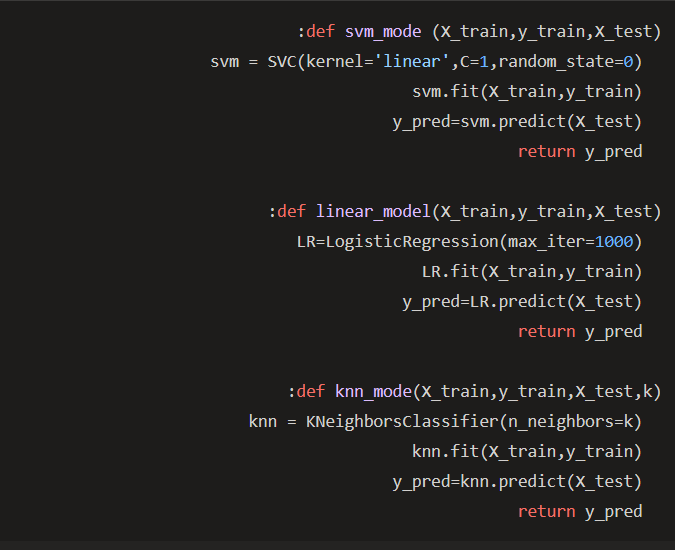 def svm_mode (X_train,y_train,X_test):
svm = SVC(kernel='linear',C=1,random_state=0)
svm.fit(X_train,y_train)
y_pred=svm.predict(X_test)
return y_pred
def linear_model(X_train,y_train,X_test):
LR=LogisticRegression(max_iter=1000)
LR.fit(X_train,y_train)
y_pred=LR.predict(X_test)
return y_pred
def knn_mode(X_train,y_train,X_test,k):
knn = KNeighborsClassifier(n_neighbors=k)
knn.fit(X_train,y_train)
y_pred=knn.predict(X_test)
return y_pred